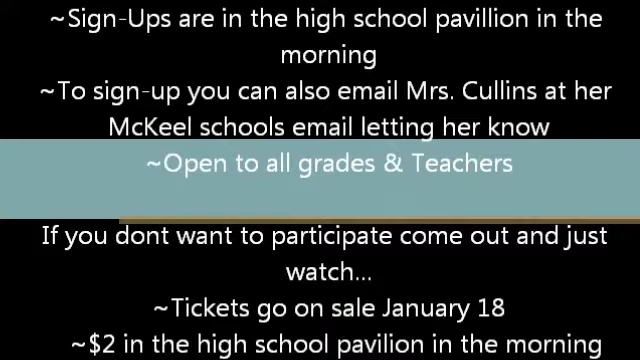 ~Sign-Ups are in the high school pavillion in the
morning
~To sign-up you can also email Mrs. Cullins at her
McKeel schools email letting her know
~Open to all grades & Teachers
If you dont want to participate come out and just
watch...
~Tickets go on sale January 18
~$2 in the high school pavilion in the morning